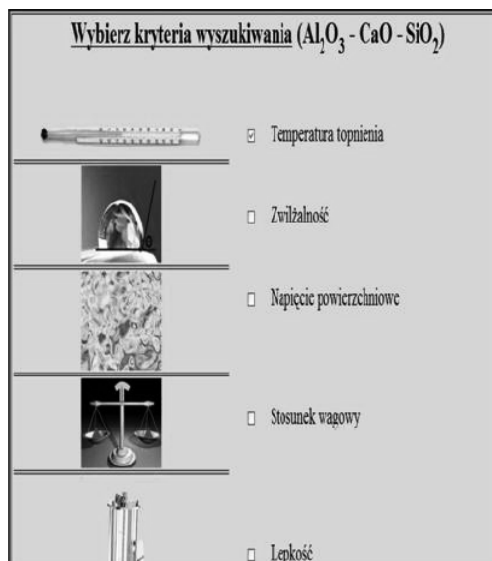 Wybierz kryteria wyszukiwania (Al₂O₃ - CaO - SiO₂)
Temperatura topnienia
Zwilżalność
Napięcie powierzchniowe
Stosunek wagowy
Lepkość